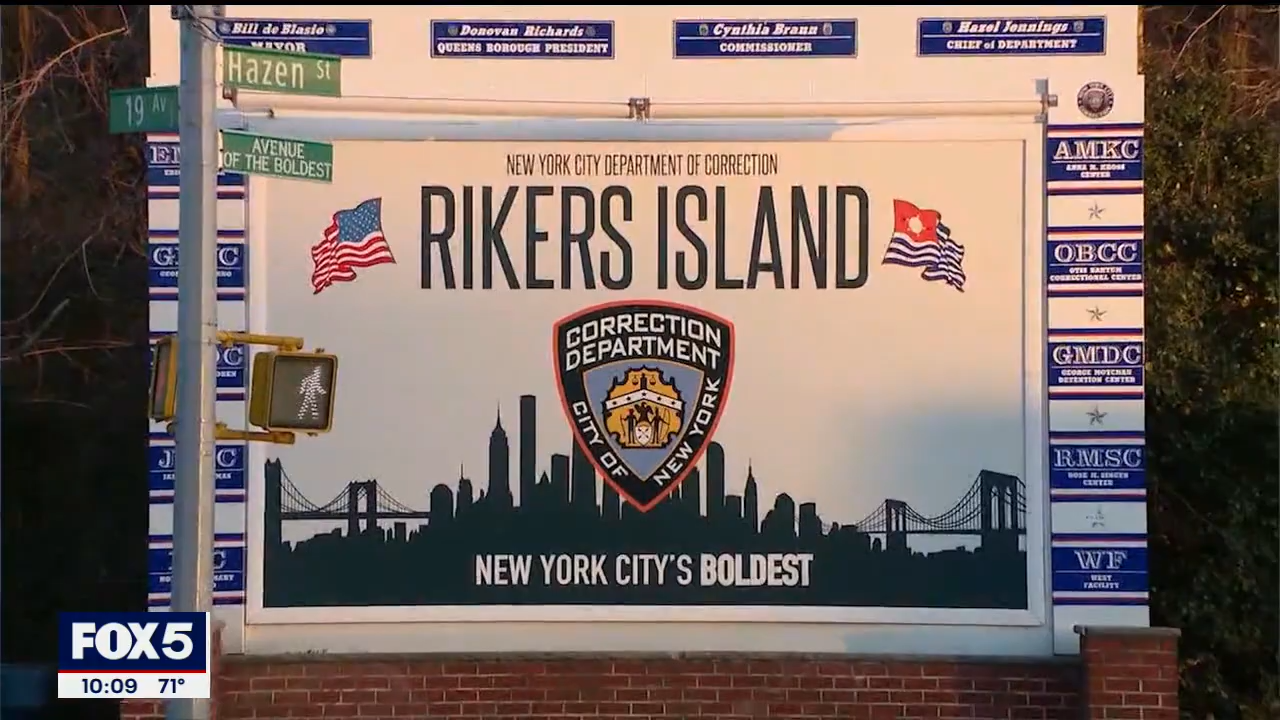 Bill de Blasio
MAYOR
Donovan Richards
QUEENS BOROUGH PRESIDENT
Cynthia Brann
COMMISSIONER
Hazel Jennings
CHIEF of DEPARTMENT
Hazen St
19 Av
AVENUE
OF THE BOLDEST
NEW YORK CITY DEPARTMENT OF CORRECTION
RIKERS ISLAND
CORRECTION
DEPARTMENT
CITY OF
NEW YORK
NEW YORK CITY'S BOLDEST
AMKC
ANNA M. KROSS
CENTER
OBCC
OTIS BANTUM
CORRECTIONAL CENTER
GMDC
GEORGE MOTCHAN
DETENTION CENTER
RMSC
ROSE M. SINGER
CENTER
WF
WEST
FACILITY
FOX 5
10:09 71°